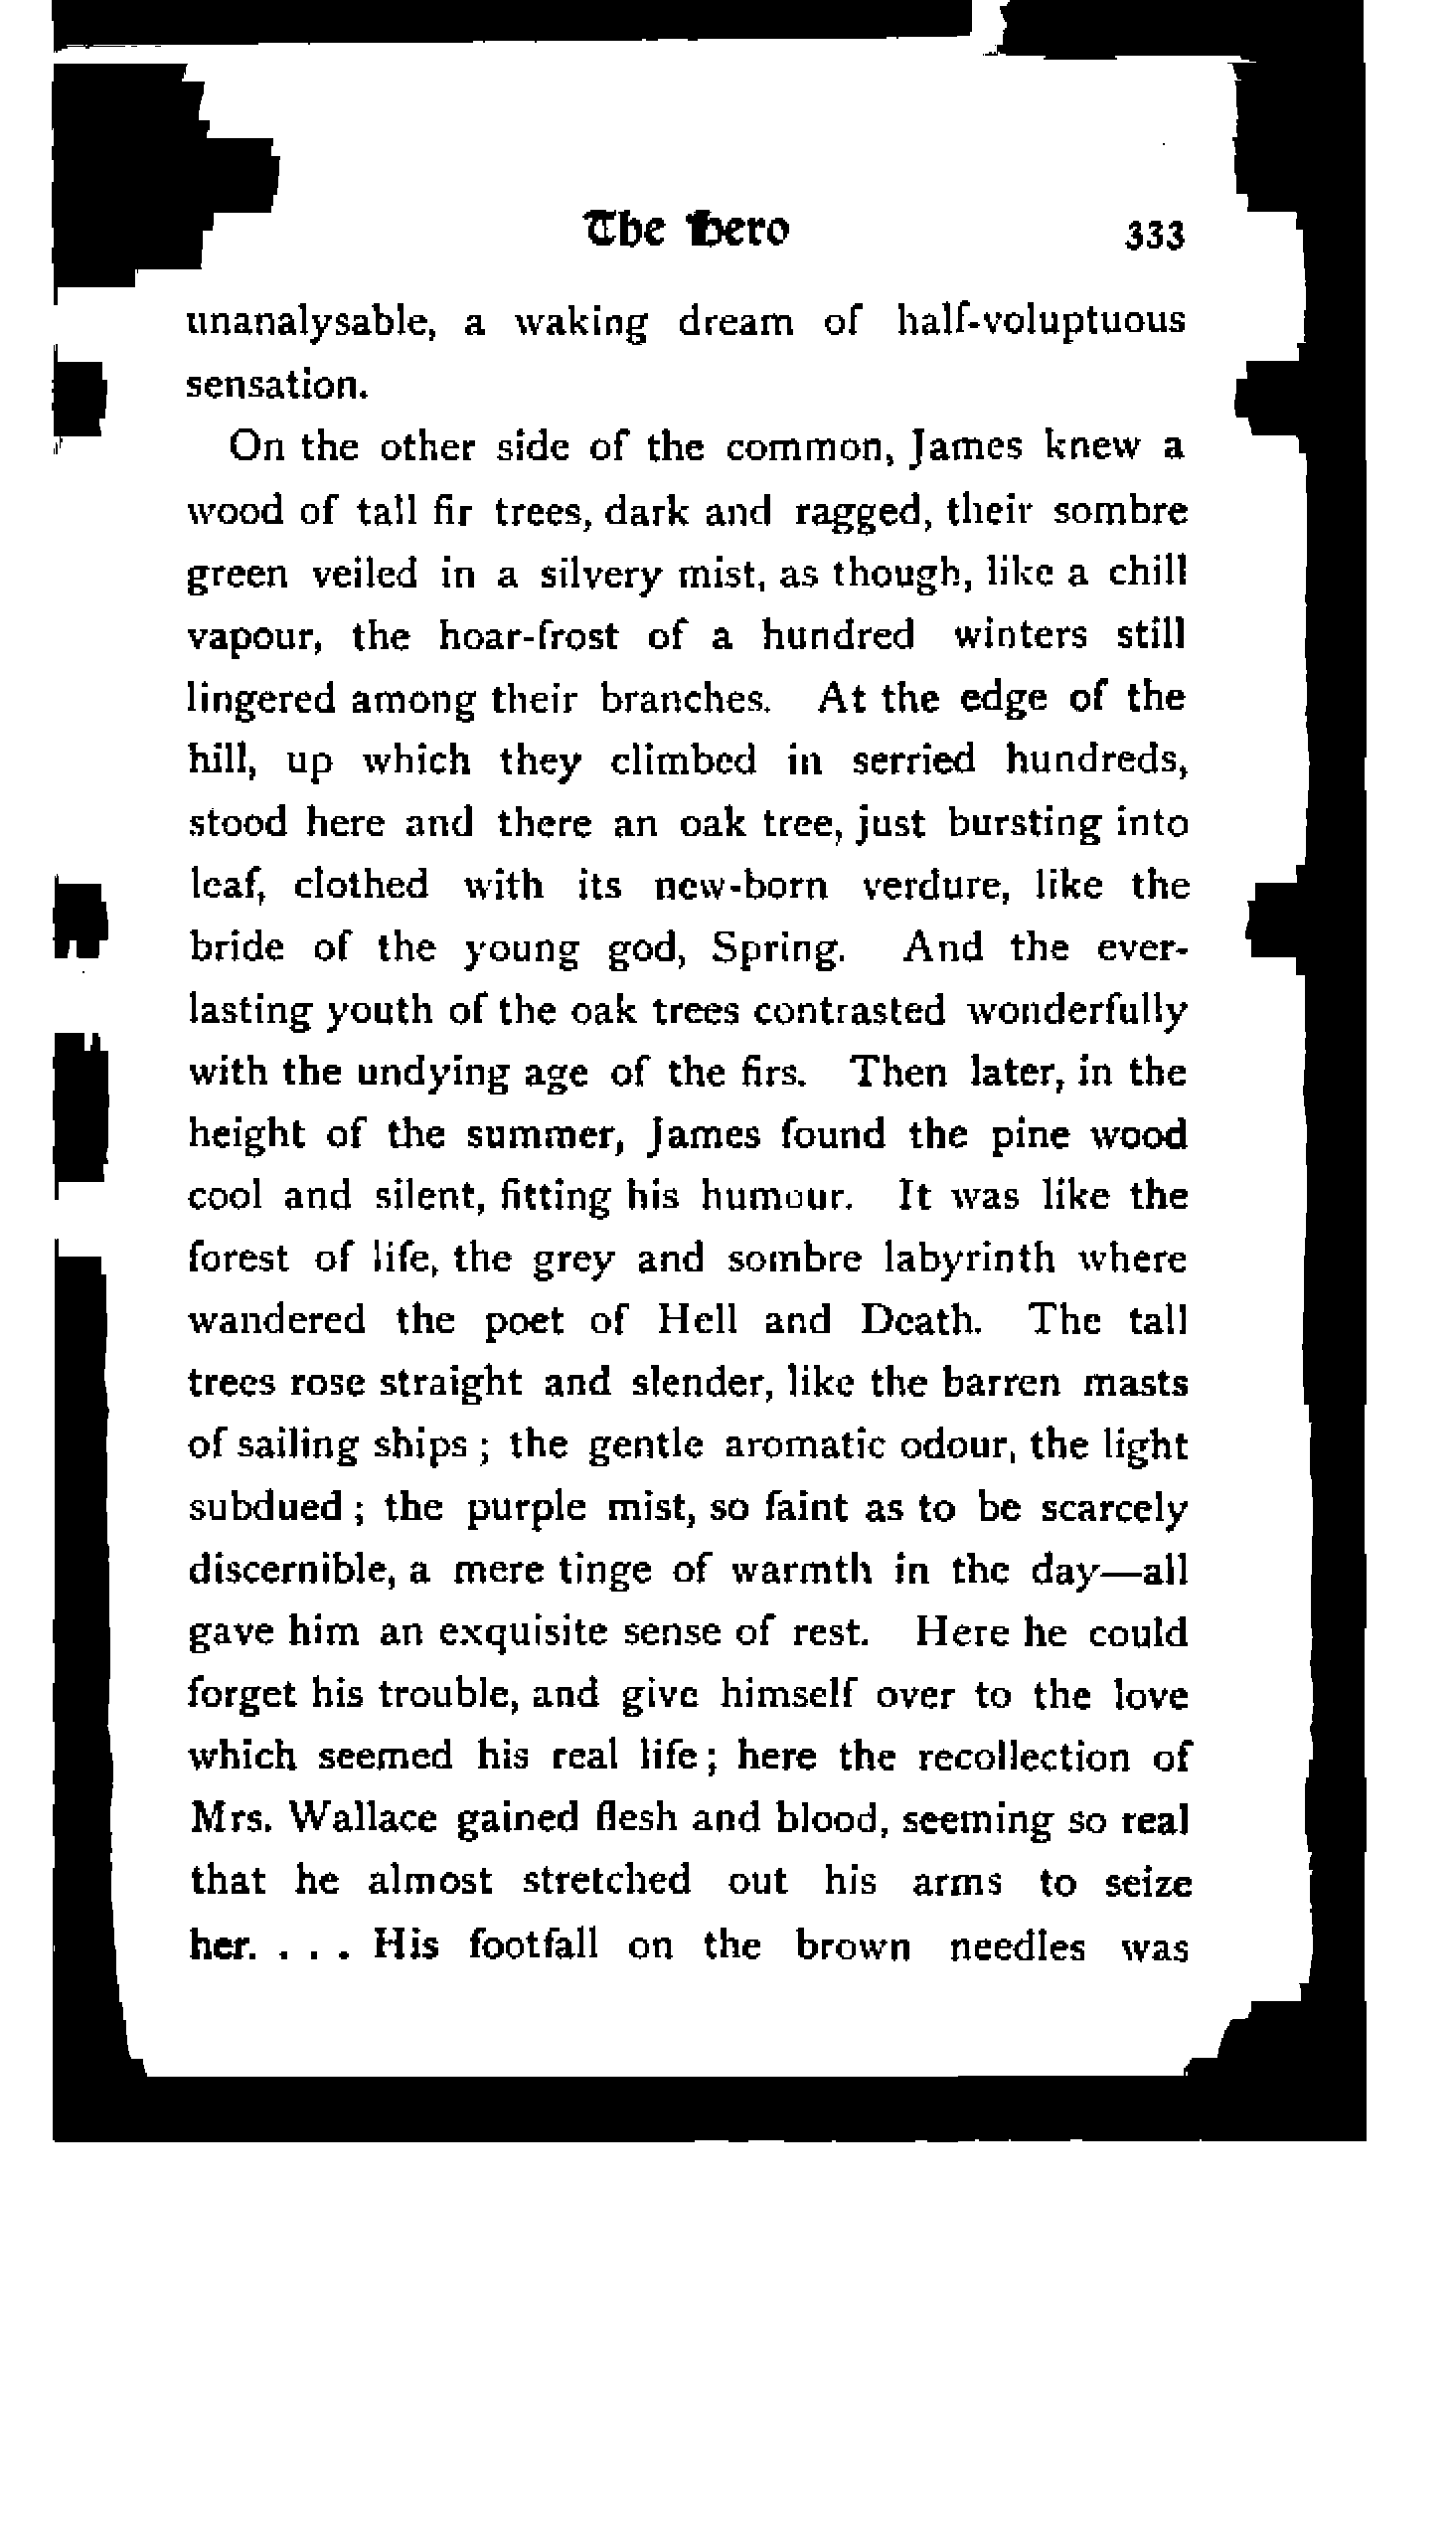 The Hero 333
unanalysable, a waking dream of half-voluptuous
sensation.
On the other side of the common, James knew a
wood of tall fir trees, dark and ragged, their sombre
green veiled in a silvery mist, as though, like a chill
vapour, the hoar-frost of a hundred winters still
lingered among their branches. At the edge of the
hill, up which they climbed in serried hundreds,
stood here and there an oak tree, just bursting into
leaf, clothed with its new-born verdure, like the
bride of the young god, Spring. And the ever-
lasting youth of the oak trees contrasted wonderfully
with the undying age of the firs. Then later, in the
height of the summer, James found the pine wood
cool and silent, fitting his humour. It was like the
forest of life, the grey and sombre labyrinth where
wandered the poet of Hell and Death. The tall
trees rose straight and slender, like the barren masts
of sailing ships; the gentle aromatic odour, the light
subdued; the purple mist, so faint as to be scarcely
discernible, a mere tinge of warmth in the day—all
gave him an exquisite sense of rest. Here he could
forget his trouble, and give himself over to the love
which seemed his real life; here the recollection of
Mrs. Wallace gained flesh and blood, seeming so real
that he almost stretched out his arms to seize
her. . . . His footfall on the brown needles was